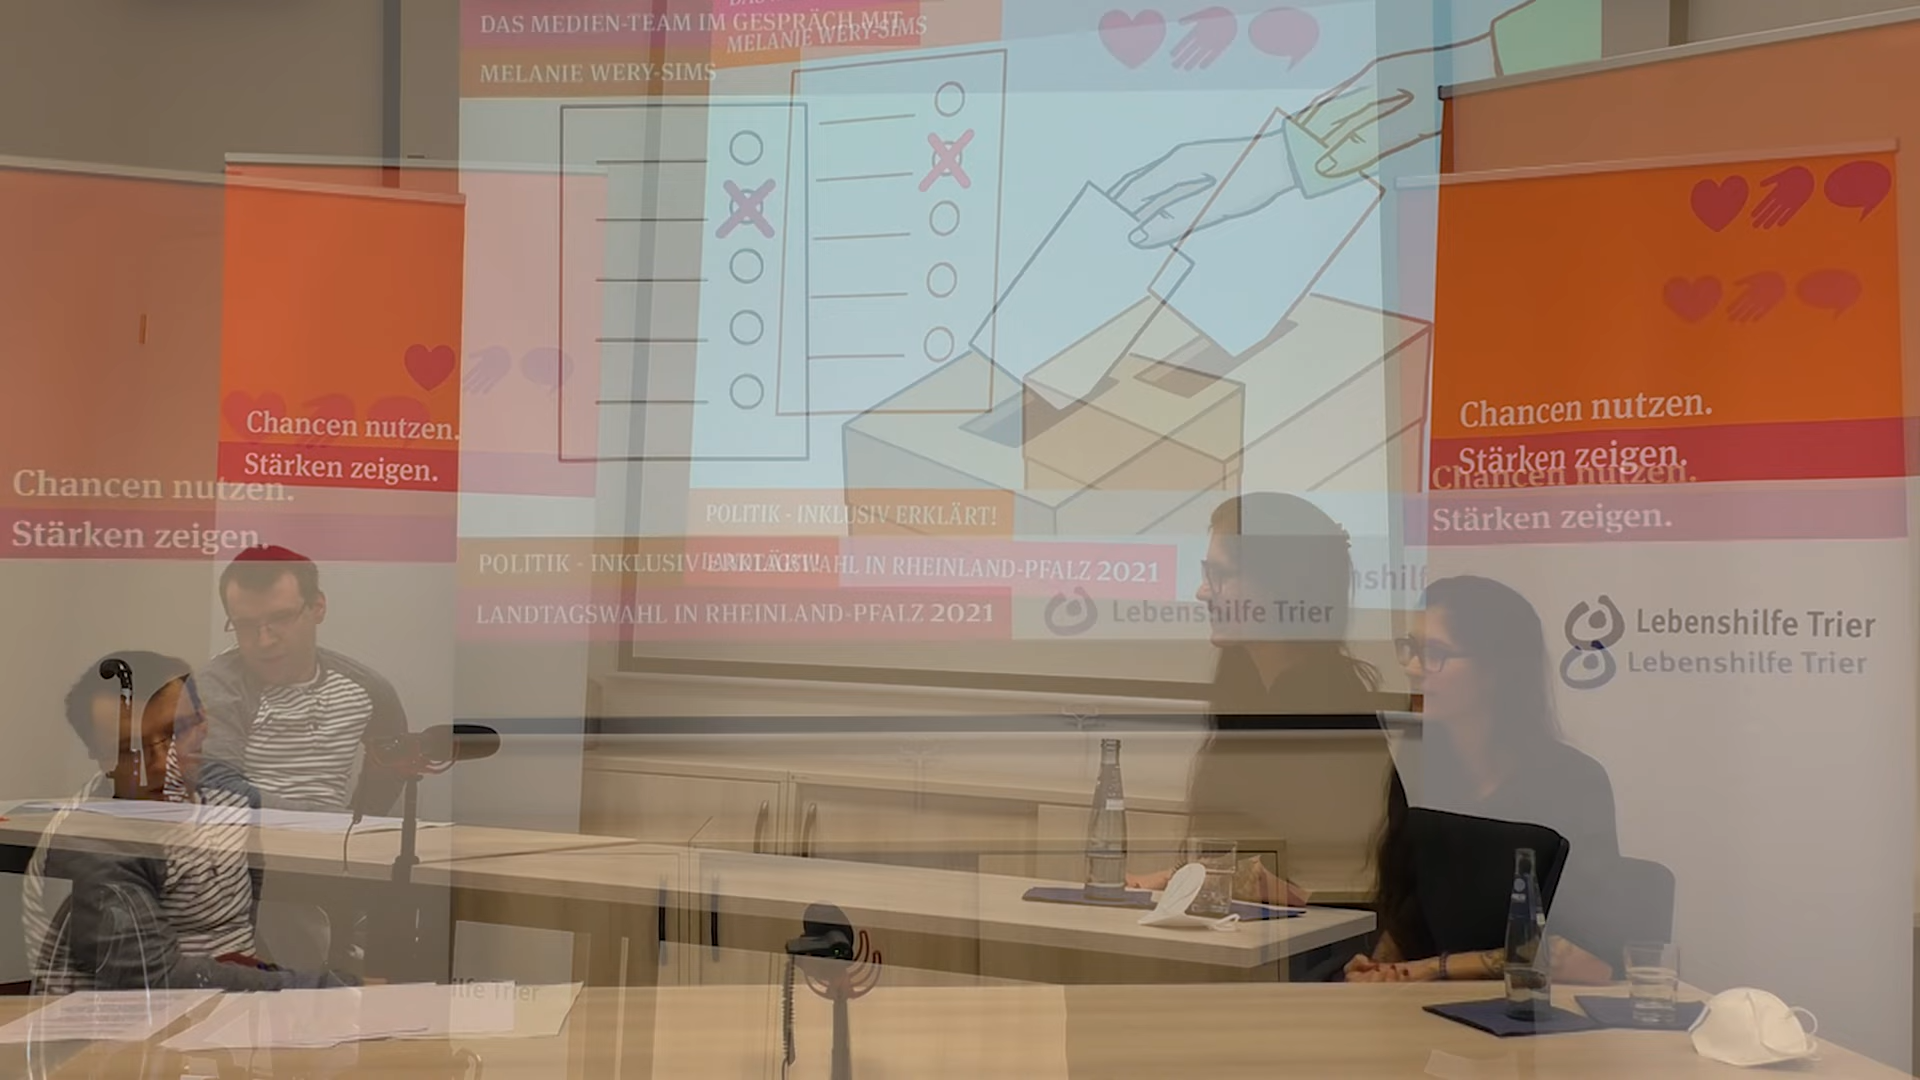 DAS MEDIEN-TEAM IM GESPRÄCH MIT
MELANIE WERY-SIMS
MELANIE WERY-SIMS
Chancen nutzen.
Stärken zeigen.
Chancen nutzen.
Stärken zeigen.
Chancen nutzen.
Stärken zeigen.
Chancen nutzen.
Stärken zeigen.
POLITIK - INKLUSIV ERKLÄRT!
POLITIK - INKLUSIV ERKLÄRT!
LANDTAGSWAHL IN RHEINLAND-PFALZ 2021
LANDTAGSWAHL IN RHEINLAND-PFALZ 2021
Lebenshilfe Trier
Lebenshilfe Trier
Lebenshilfe Trier